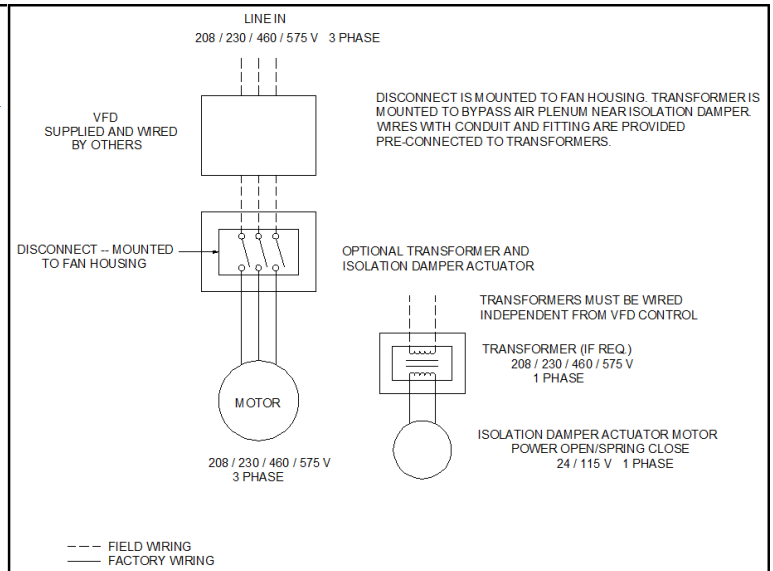 LINE IN
208 / 230 / 460 / 575 V 3 PHASE
VFD
SUPPLIED AND WIRED
BY OTHERS
DISCONNECT IS MOUNTED TO FAN HOUSING. TRANSFORMER IS
MOUNTED TO BYPASS AIR PLENUM NEAR ISOLATION DAMPER.
WIRES WITH CONDUIT AND FITTING ARE PROVIDED
PRE-CONNECTED TO TRANSFORMERS.
DISCONNECT -- MOUNTED
TO FAN HOUSING
OPTIONAL TRANSFORMER AND
ISOLATION DAMPER ACTUATOR
TRANSFORMERS MUST BE WIRED
INDEPENDENT FROM VFD CONTROL
TRANSFORMER (IF REQ.)
208 / 230 / 460 / 575 V
1 PHASE
MOTOR
208 / 230 / 460 / 575 V
3 PHASE
ISOLATION DAMPER ACTUATOR MOTOR
POWER OPEN/SPRING CLOSE
24 / 115 V 1 PHASE
FIELD WIRING
FACTORY WIRING